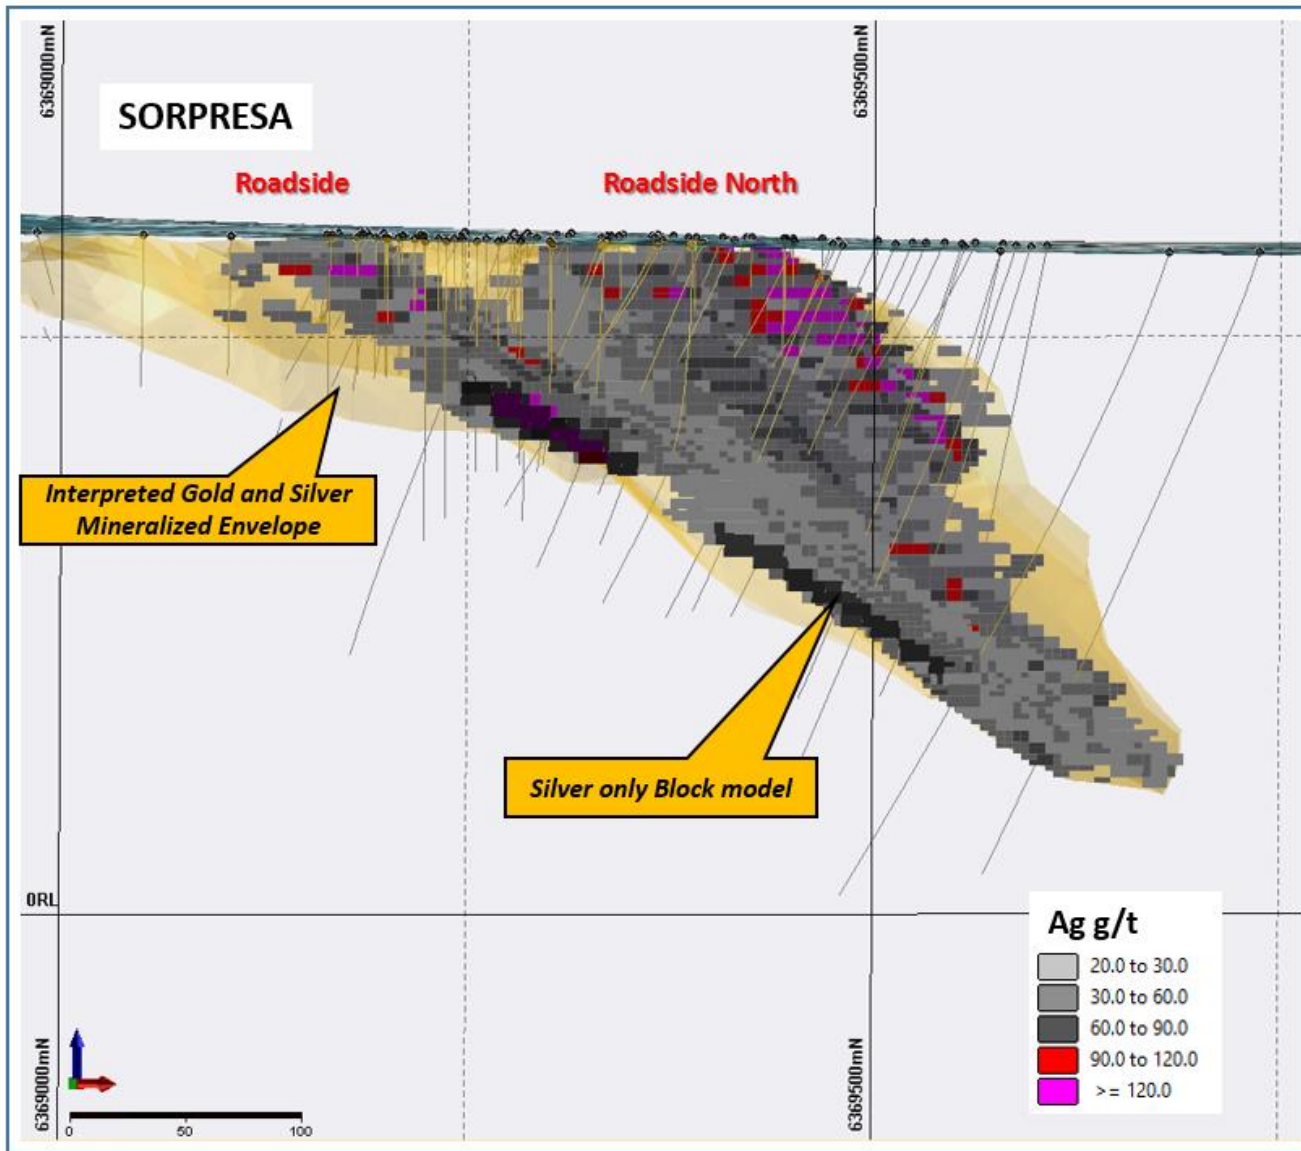 6369000mN
6369500mN
SORPRESA
Roadside
Roadside North
Interpreted Gold and Silver
Mineralized Envelope
Silver only Block model
0RL
Ag g/t
20.0 to 30.0
30.0 to 60.0
60.0 to 90.0
90.0 to 120.0
>= 120.0
6369000mN
6369500mN
0 50 100